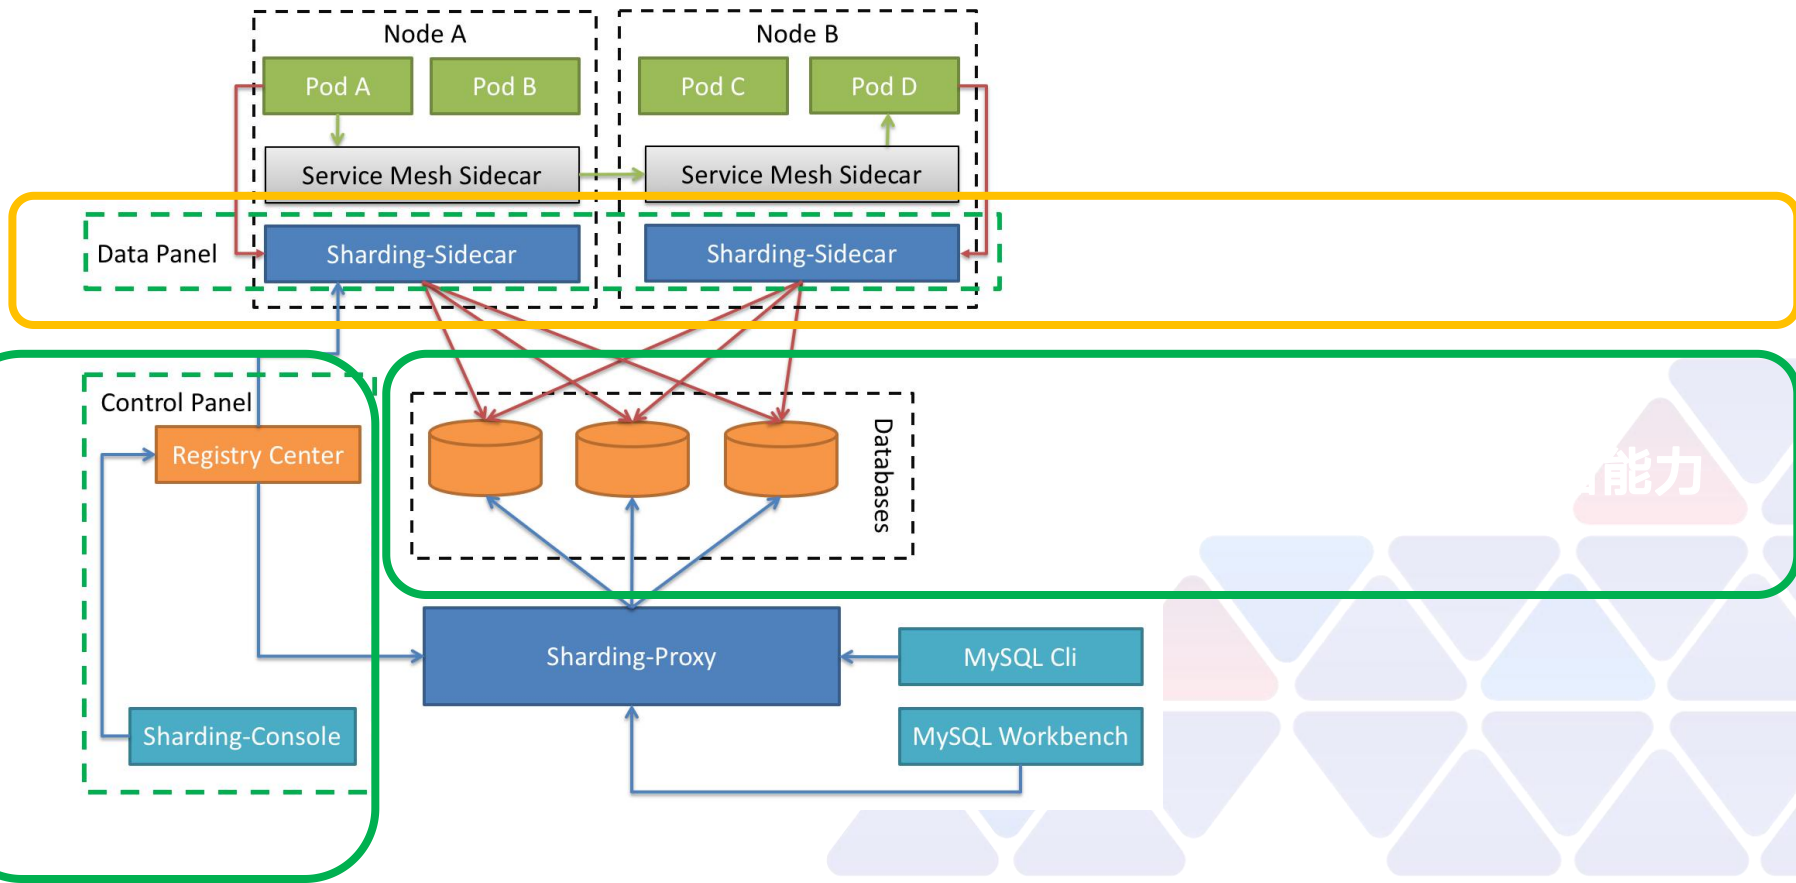 Node A
Node B
Pod A
Pod B
Pod C
Pod D
Service Mesh Sidecar
Service Mesh Sidecar
Data Panel
Sharding-Sidecar
Sharding-Sidecar
Control Panel
Registry Center
Databases
能力
Sharding-Proxy
MySQL Cli
Sharding-Console
MySQL Workbench